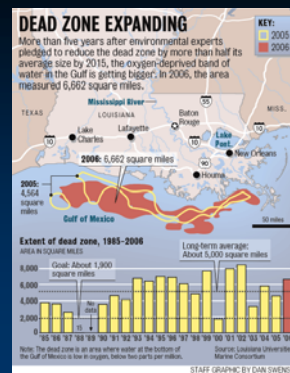 DEAD ZONE EXPANDING
More than five years after environmental experts
pledged to reduce the dead zone by more than half its
average size by 2015, the oxygen-deprived band of
water in the Gulf is getting bigger. In 2006, the area
measured 6,662 square miles.
KEY:
2005
2006
Mississippi River
55
TEXAS
LOUISIANA
MISS.
Baton
Rouge
10
10
10
Lake
Charles
Lafayette
Lake
Pont.
New Orleans
90
Houma
2006: 6,662 square miles
2005:
4,564
square
miles
Gulf of Mexico
50 miles
Extent of dead zone, 1985-2006
AREA IN SQUARE MILES
Long-term average:
About 5,000 square miles
Goal: About 1,900
square miles
8,000
6,000
4,000
2,000
0
15
No
data
'85 '86 '87 '88 '89 '90 '91 '92 '93 '94 '95 '96 '97 '98 '99 '00 '01 '02 '03 '04 '05
Note: The dead zone is an area where water at the bottom of
the Gulf of Mexico is low in oxygen, below two parts per million.
Source: Louisiana Universities
Marine Consortium
STAFF GRAPHIC BY DAN SWENS